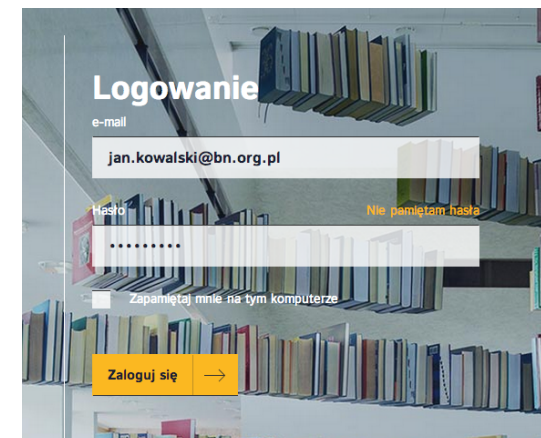 Logowanie
e-mail
jan.kowalski@bn.org.pl
Hasło
Nie pamiętam hasła
•••••••••
Zapamiętaj mnie na tym komputerze
Zaloguj się →